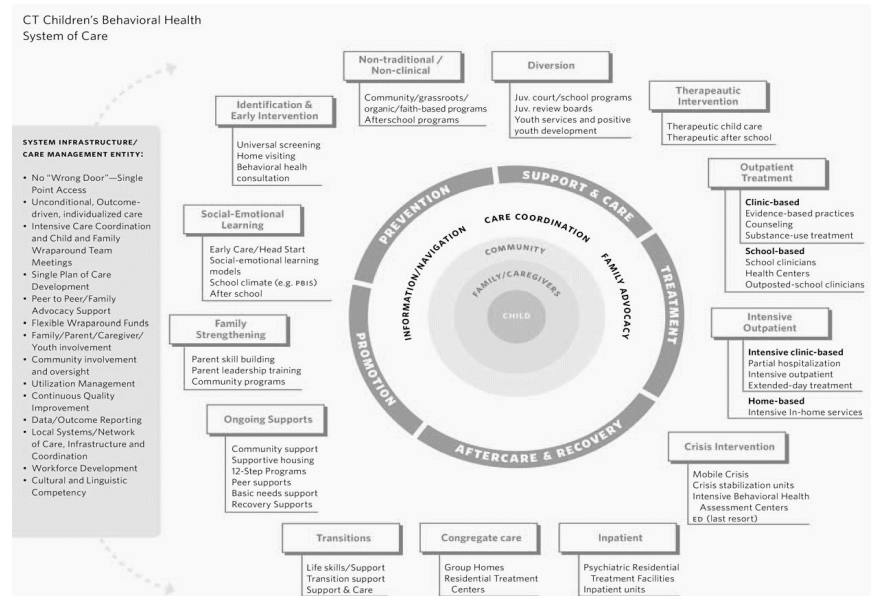 CT Children's Behavioral Health
System of Care
SYSTEM INFRASTRUCTURE/
CARE MANAGEMENT ENTITY:
• No "Wrong Door"—Single
Point Access
• Unconditional, Outcome-
driven, individualized care
• Intensive Care Coordination
and Child and Family
Wraparound Team
Meetings
• Single Plan of Care
Development
• Peer to Peer/Family
Advocacy Support
• Flexible Wraparound Funds
• Family/Parent/Caregiver/
Youth involvement
• Community involvement
and oversight
• Utilization Management
• Continuous Quality
Improvement
• Data/Outcome Reporting
• Local Systems/Network
of Care, Infrastructure and
Coordination
• Workforce Development
• Cultural and Linguistic
Competency
Non-traditional /
Non-clinical
Community/grassroots/
organic/faith-based programs
Afterschool programs
Diversion
Juv. court/school programs
Juv. review boards
Youth services and positive
youth development
Therapeautic
Intervention
Therapeutic child care
Therapeutic after school
Identification &
Early Intervention
Universal screening
Home visiting
Behavioral healh
consultation
Outpatient
Treatment
Clinic-based
Evidence-based practices
Counseling
Substance-use treatment
School-based
School clinicians
Health Centers
Outposted-school clinicians
Social-Emotional
Learning
Early Care/Head Start
Social-emotional learning
models
School climate (e.g. PBIS)
After school
Family
Strengthening
Parent skill building
Parent leadership training
Community programs
Intensive
Outpatient
Intensive clinic-based
Partial hospitalization
Intensive outpatient
Extended-day treatment
Home-based
Intensive In-home services
Ongoing Supports
Community support
Supportive housing
12-Step Programs
Peer supports
Basic needs support
Recovery Supports
Crisis Intervention
Mobile Crisis
Crisis stabilization units
Intensive Behavioral Health
Assessment Centers
ED (last resort)
Transitions
Life skills/Support
Transition support
Support & Care
Congregate care
Group Homes
Residential Treatment
Centers
Inpatient
Psychiatric Residential
Treatment Facilities
Inpatient units
PREVENTION
SUPPORT & CARE
TREATMENT
AFTERCARE & RECOVERY
PROMOTION
INFORMATION/NAVIGATION
CARE COORDINATION
FAMILY ADVOCACY
COMMUNITY
FAMILY/CAREGIVERS
CHILD